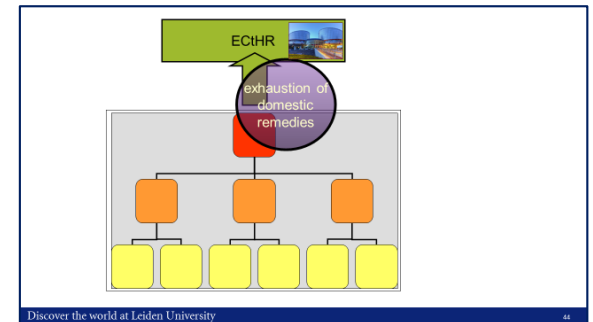 ECtHR
exhaustion of
domestic
remedies
Discover the world at Leiden University
44